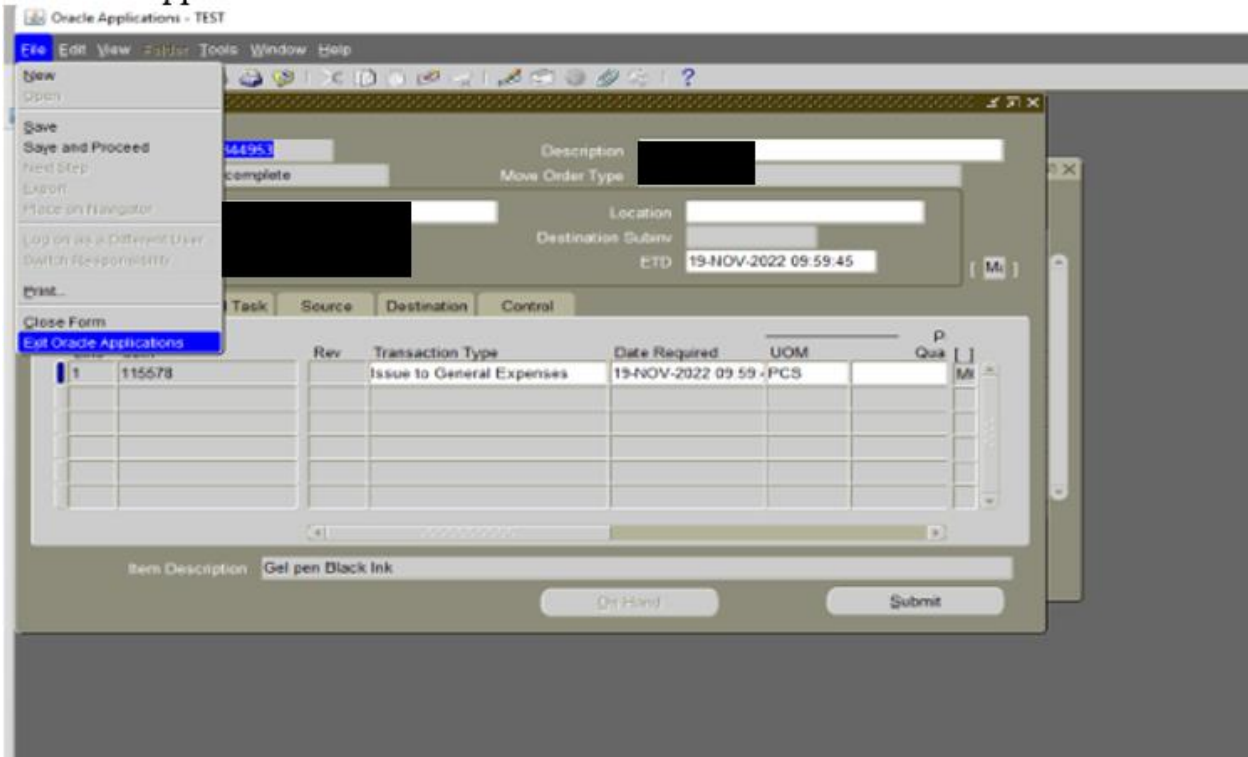 Oracle Applications - TEST
File Edit View Folder Tools Window Help
New
Open
Save
Save and Proceed
Next Step
Export
Place on Navigator
Log on as a Different User
Switch Responsibility
Print...
Close Form
Exit Oracle Applications
344953 Description
complete Move Order Type
Location
Destination Subinv
ETD 19-NOV-2022 09:59:45
Task Source Destination Control
Rev Transaction Type Date Required UOM Qua [ ]
1 115578 Issue to General Expenses 19-NOV-2022 09:59 PCS
Item Description Gel pen Black Ink
On Hand Submit